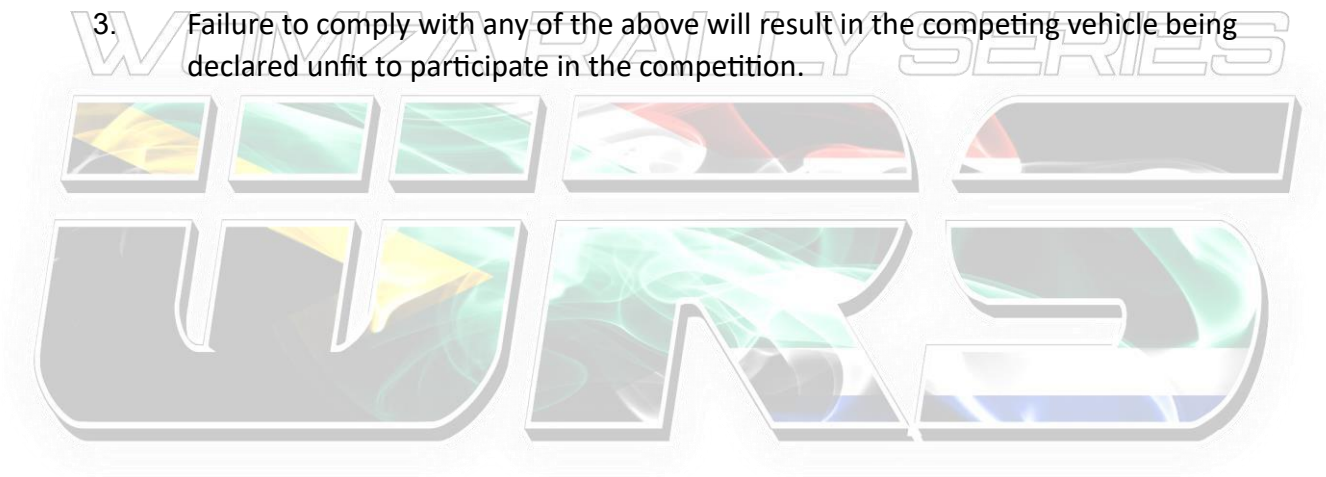 3. Failure to comply with any of the above will result in the competing vehicle being
declared unfit to participate in the competition.
WOMZA RALLY SERIES
WRS